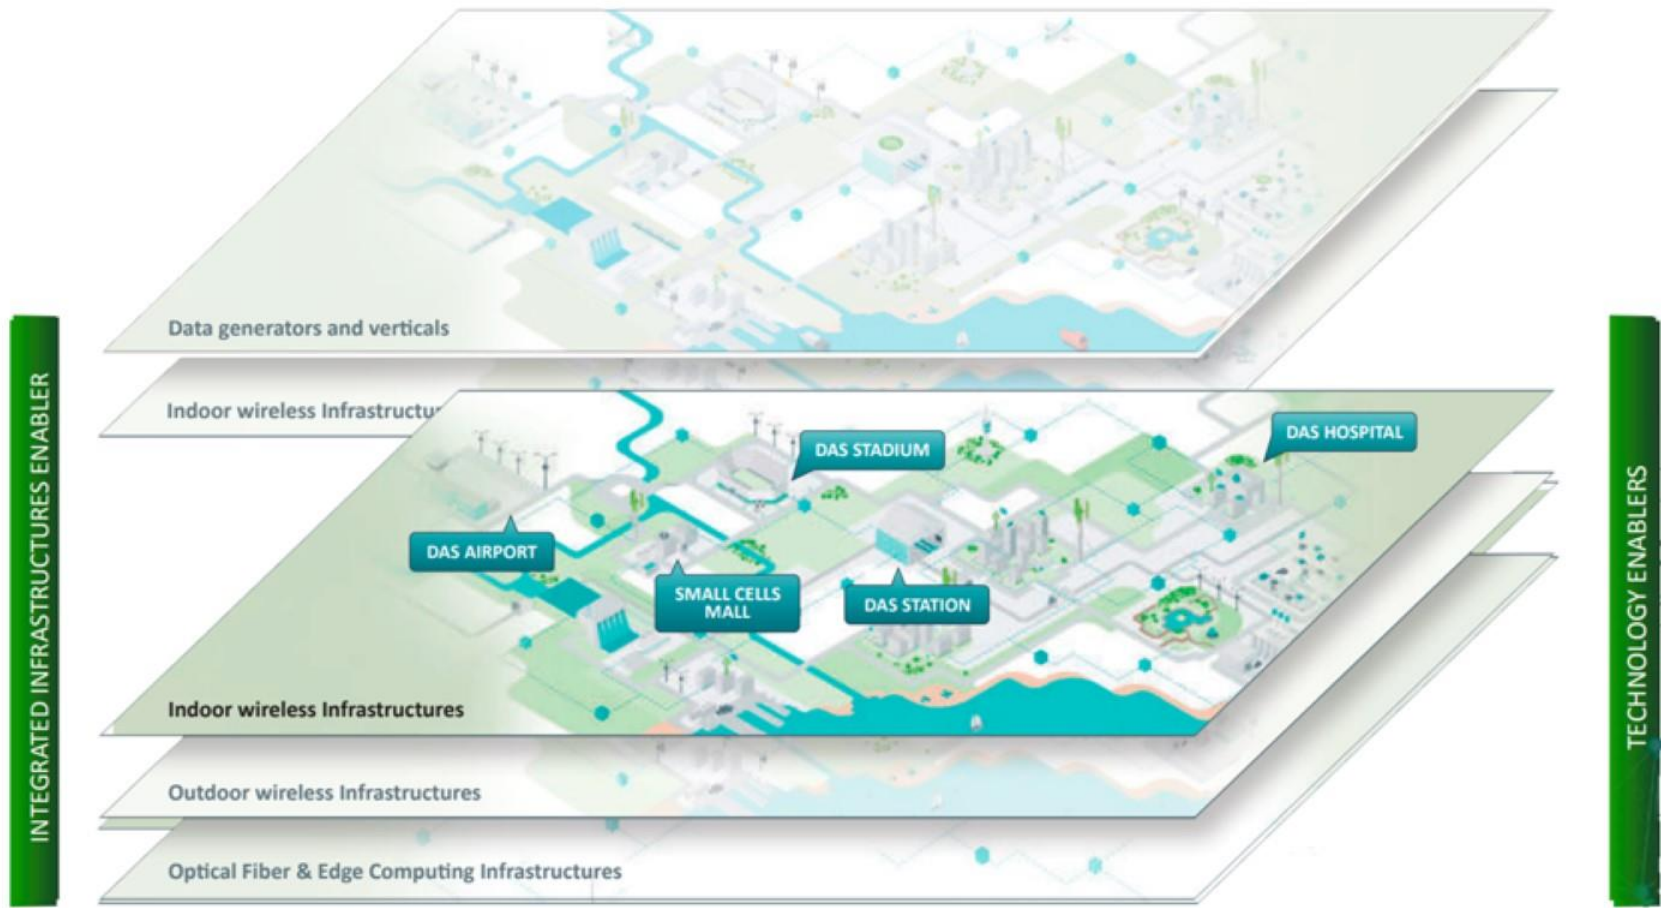 Data generators and verticals
Indoor wireless Infrastructur
DAS STADIUM
DAS HOSPITAL
DAS AIRPORT
SMALL CELLS
MALL
DAS STATION
Indoor wireless Infrastructures
Outdoor wireless Infrastructures
Optical Fiber & Edge Computing Infrastructures
INTEGRATED INFRASTRUCTURES ENABLER
TECHNOLOGY ENABLERS